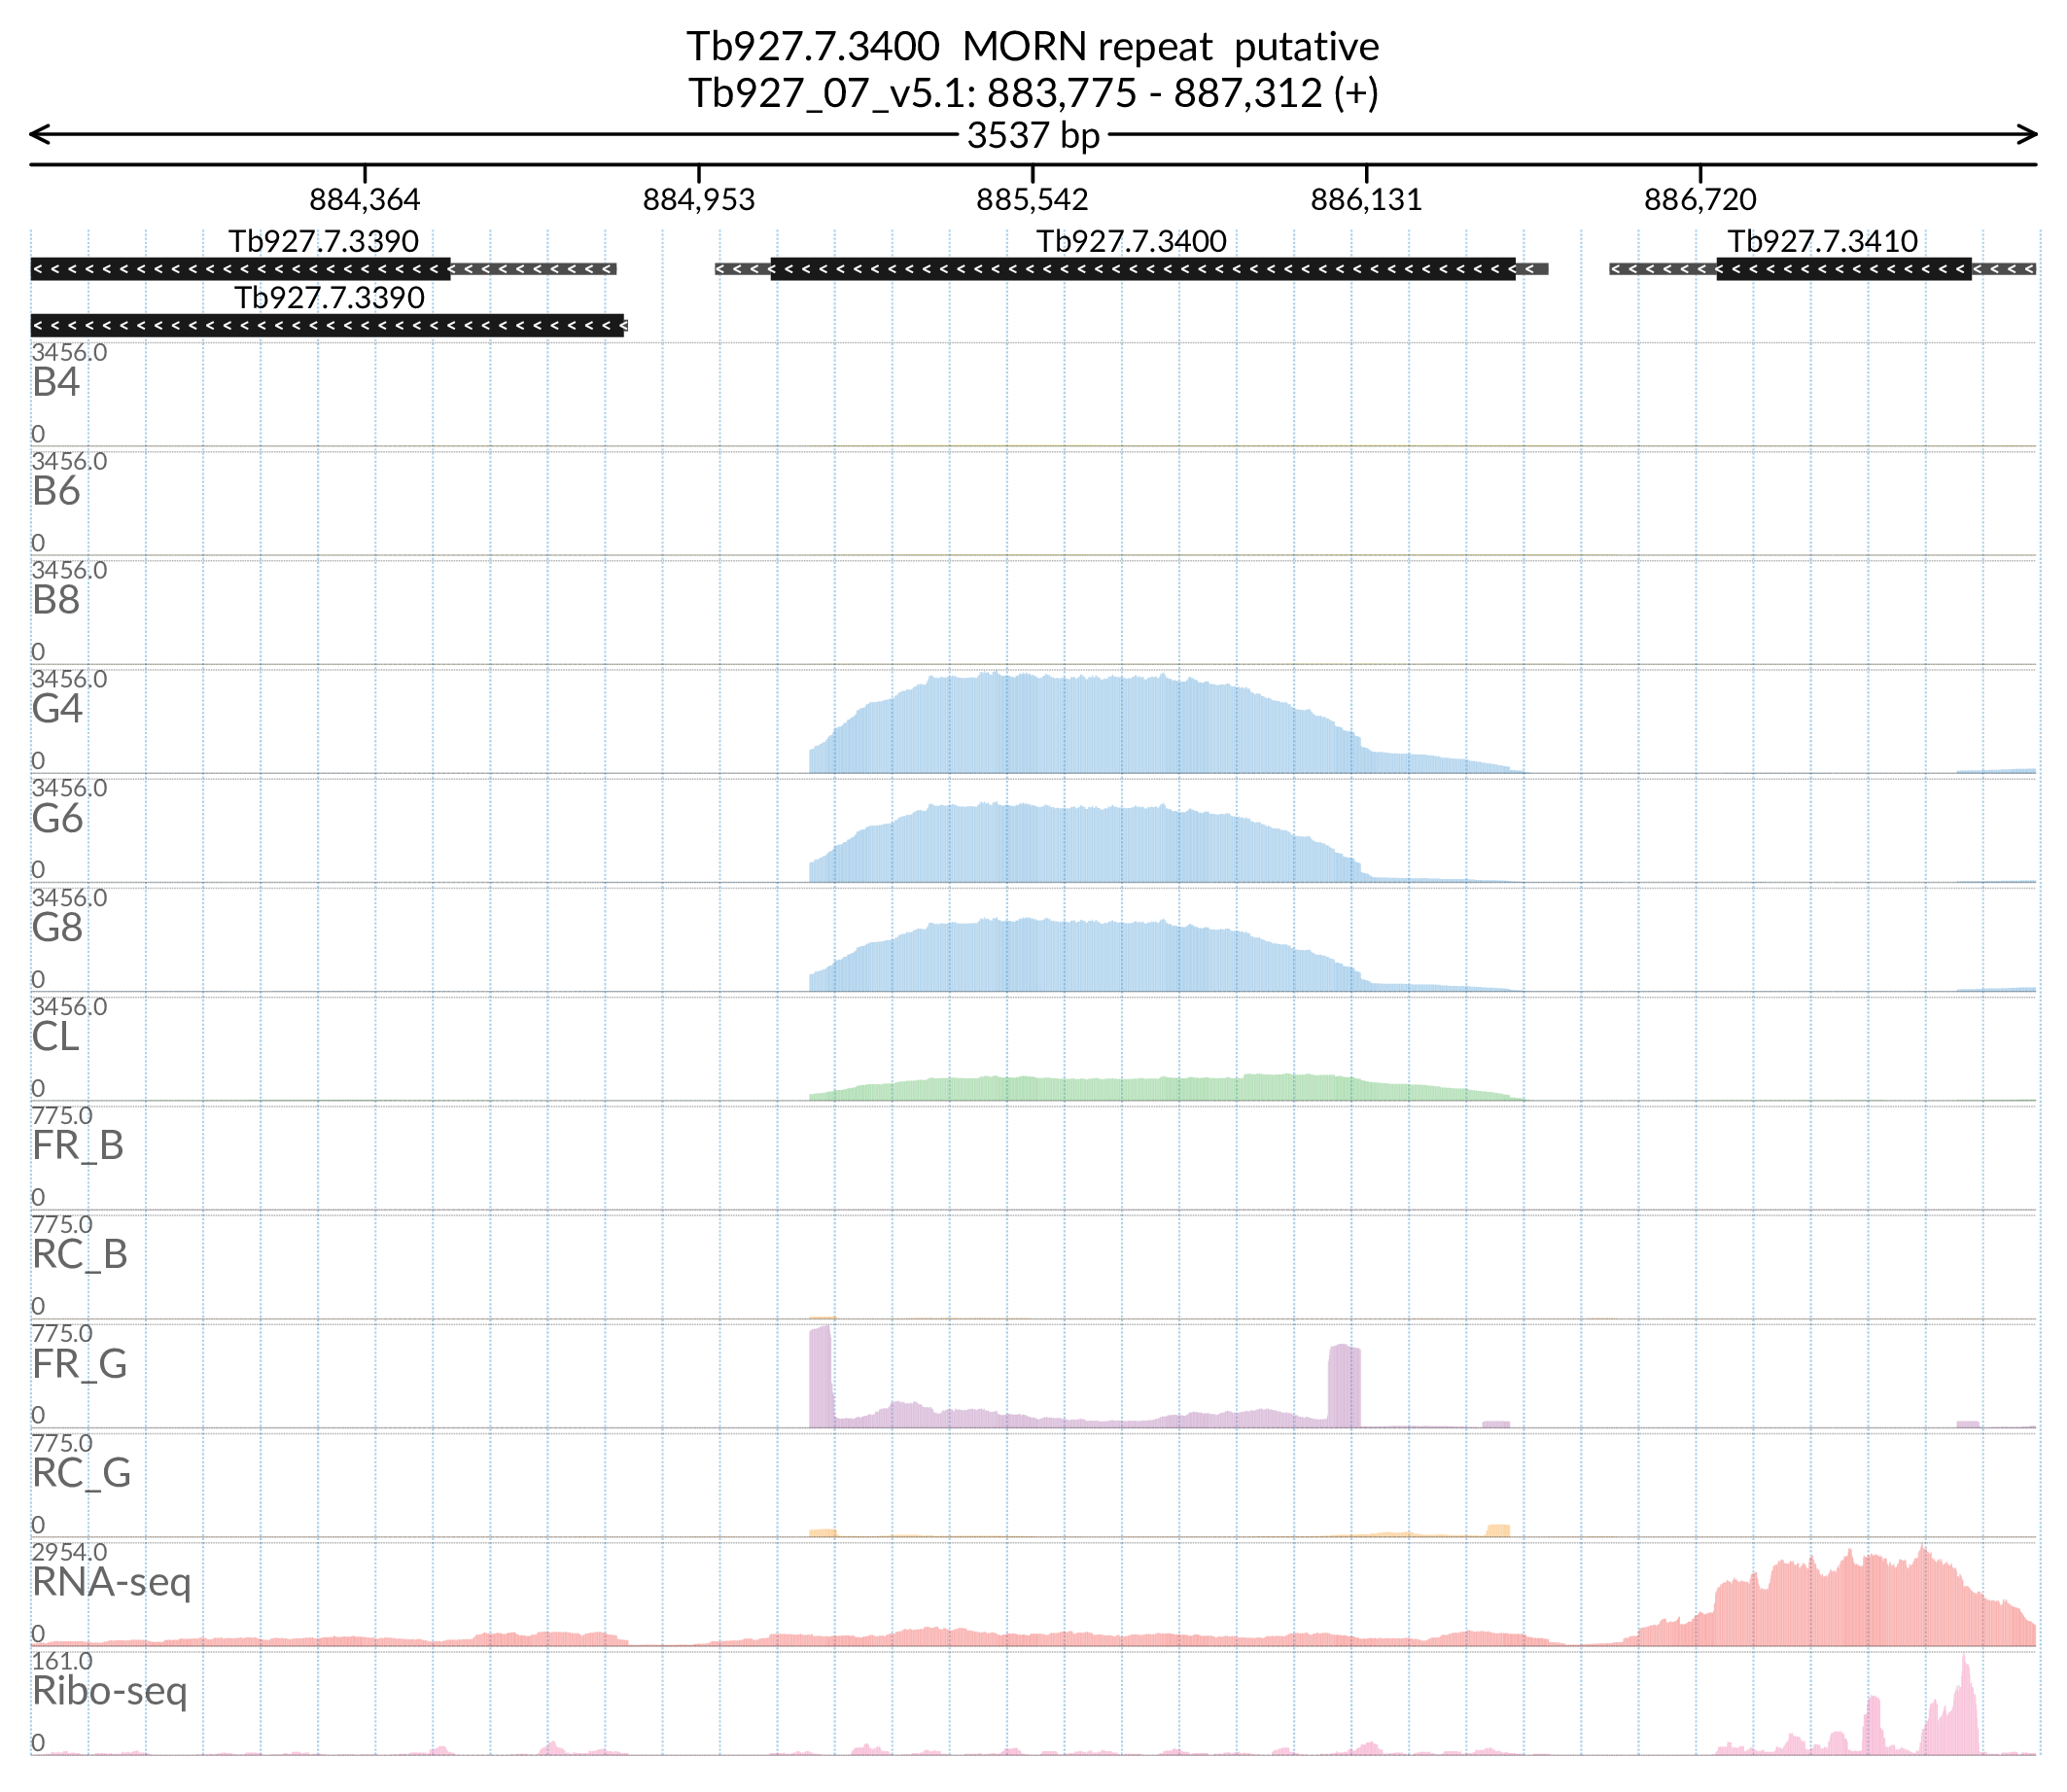 Tb927.7.3400 MORN repeat putative
Tb927_07_v5.1: 883,775 - 887,312 (+)
3537 bp
884,364 884,953 885,542 886,131 886,720
Tb927.7.3390 Tb927.7.3400 Tb927.7.3410
Tb927.7.3390
3456.0
B4
0
3456.0
B6
0
3456.0
B8
0
3456.0
G4
0
3456.0
G6
0
3456.0
G8
0
3456.0
CL
0
775.0
FR_B
0
775.0
RC_B
0
775.0
FR_G
0
775.0
RC_G
0
2954.0
RNA-seq
0
161.0
Ribo-seq
0